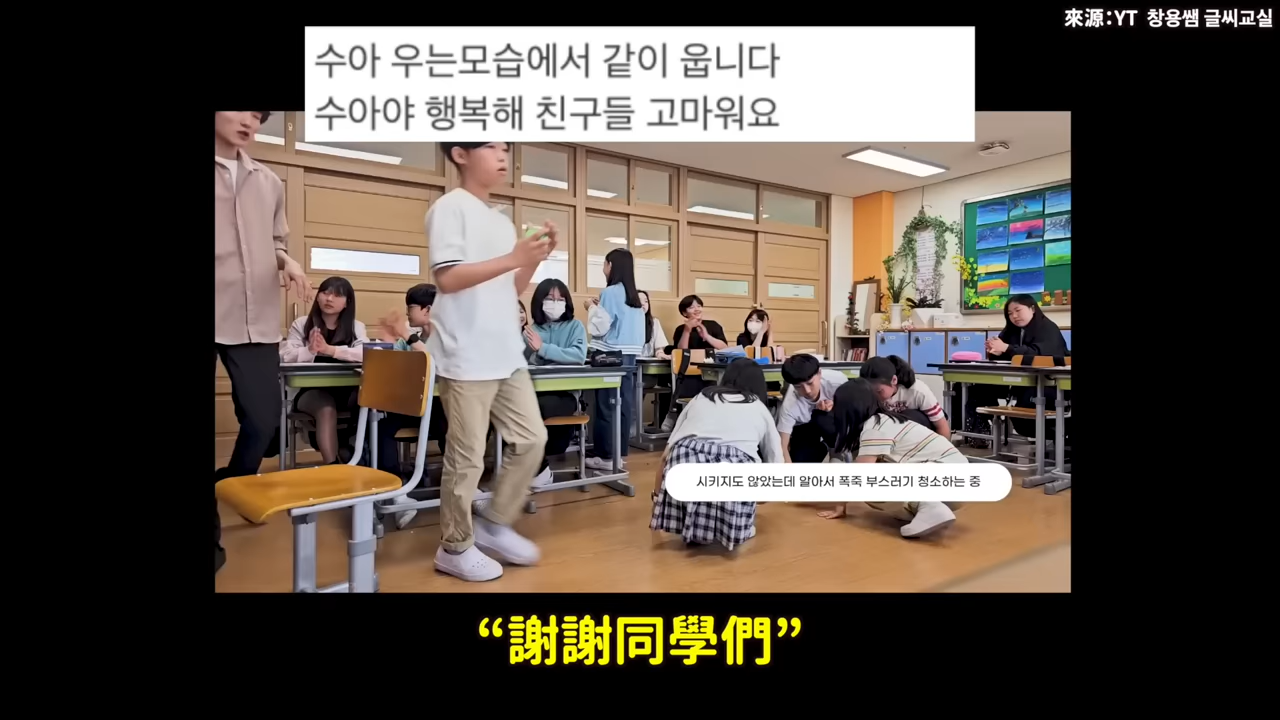 來源:YT 창용쌤 글씨교실
수아 우는모습에서 같이 웁니다
수아야 행복해 친구들 고마워요
시키지도 않았는데 알아서 폭죽 부스러기 청소하는 중
“謝謝同學們”